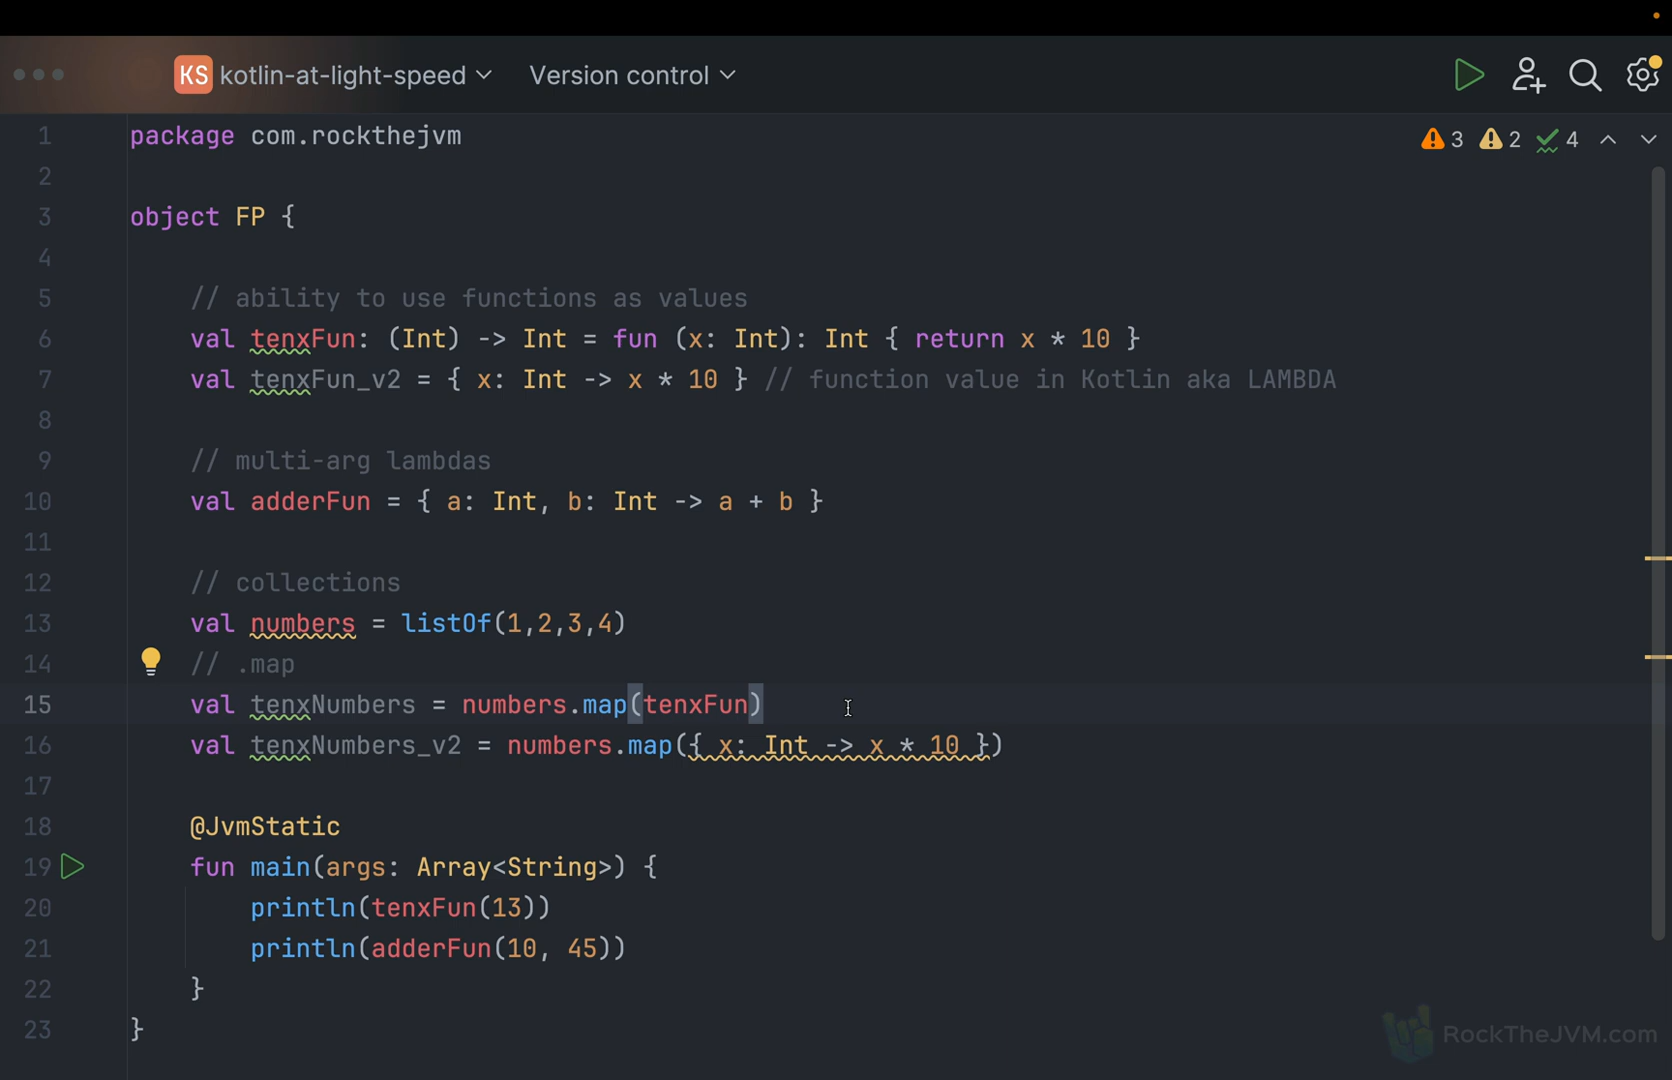 KS kotlin-at-light-speed Version control
1 package com.rockthejvm 3 2 4
2
3 object FP {
4
5 // ability to use functions as values
6 val tenxFun: (Int) -> Int = fun (x: Int): Int { return x * 10 }
7 val tenxFun_v2 = { x: Int -> x * 10 } // function value in Kotlin aka LAMBDA
8
9 // multi-arg lambdas
10 val adderFun = { a: Int, b: Int -> a + b }
11
12 // collections
13 val numbers = listOf(1,2,3,4)
14 // .map
15 val tenxNumbers = numbers.map(tenxFun)
16 val tenxNumbers_v2 = numbers.map({ x: Int -> x * 10 })
17
18 @JvmStatic
19 fun main(args: Array<String>) {
20 println(tenxFun(13))
21 println(adderFun(10, 45))
22 }
23 }
RockTheJVM.com